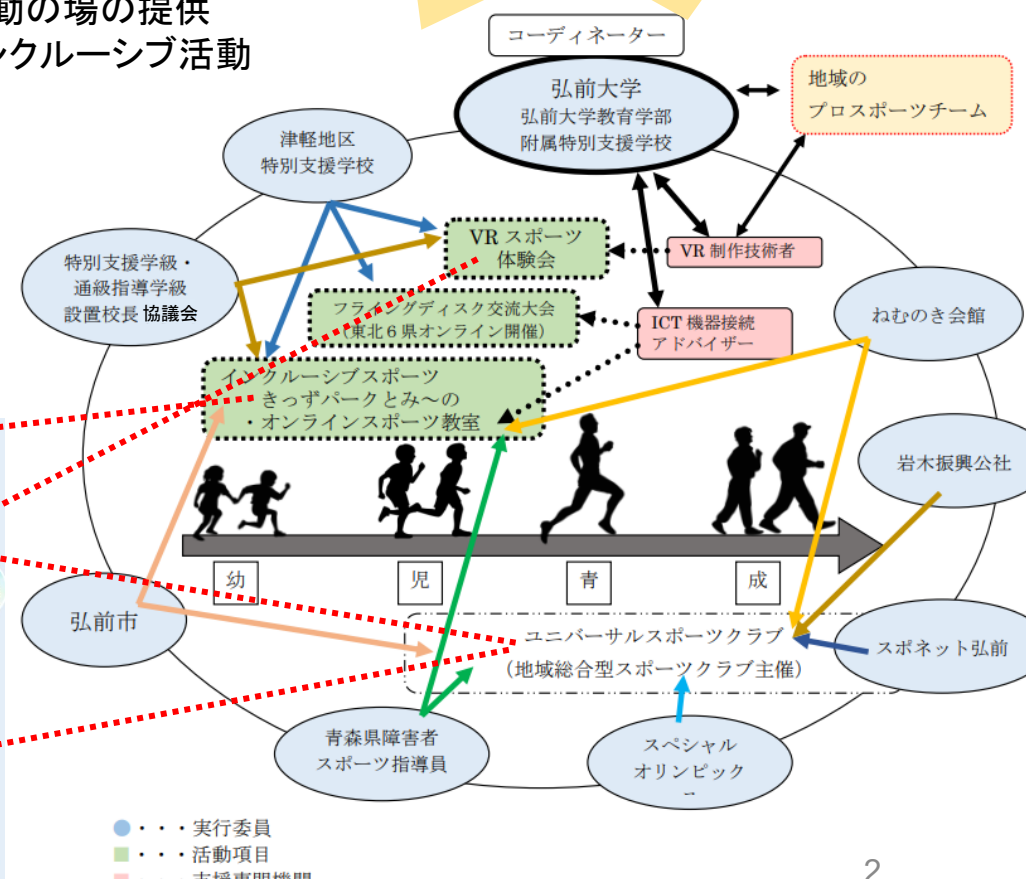 動の場の提供
ンクルーシブ活動
コーディネーター
弘前大学
弘前大学教育学部
附属特別支援学校
地域の
プロスポーツチーム
津軽地区
特別支援学校
VR スポーツ
体験会
VR 制作技術者
特別支援学級・
通級指導学級
設置校長 協議会
フライングディスク交流大会
（東北６県オンライン開催）
ICT 機器接続
アドバイザー
ねむのき会館
インクルーシブスポーツ
きっずパークとみ～の
・オンラインスポーツ教室
岩木振興公社
幼
児
青
成
弘前市
ユニバーサルスポーツクラブ
（地域総合型スポーツクラブ主催）
スポネット弘前
青森県障害者
スポーツ指導員
スペシャル
オリンピック
●・・・実行委員
■・・・活動項目
■・・・支援専門機関
2